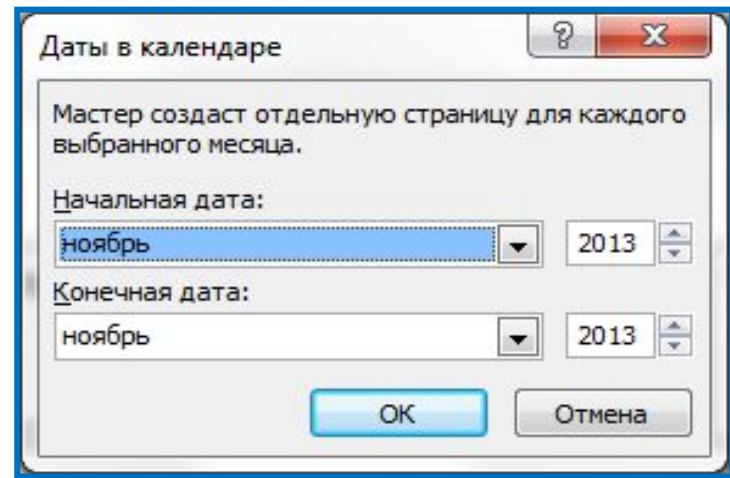 Даты в календаре
?
Мастер создаст отдельную страницу для каждого
выбранного месяца.
Начальная дата:
ноябрь 2013
Конечная дата:
ноябрь 2013
ОК Отмена